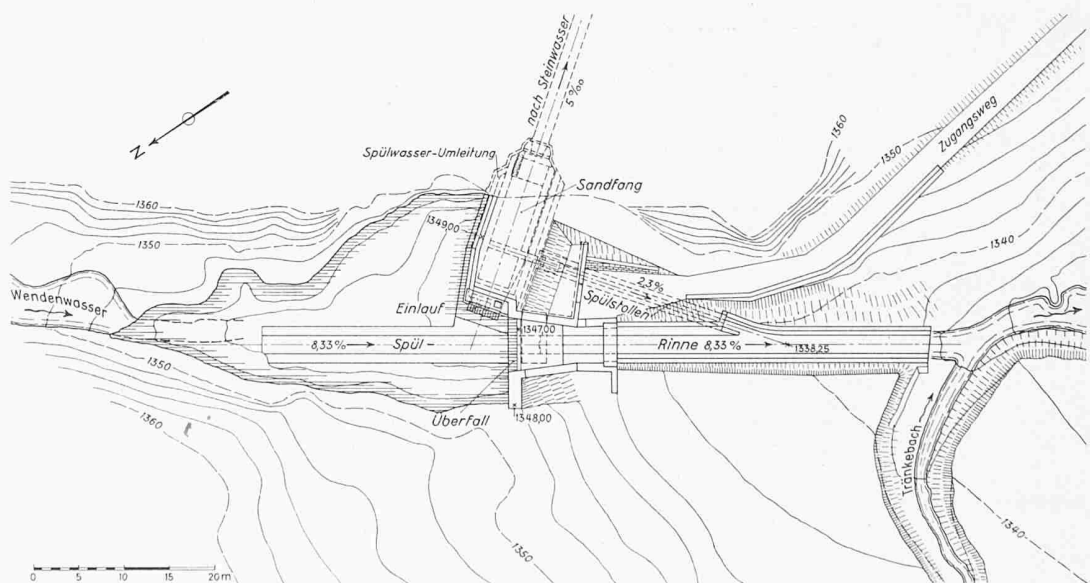 nach Steinwasser
5 ‰
1360
1350
Zugangsweg
N
Spülwasser-Umleitung
Sandfang
1360
1350
1349,00
1340
Wendenwasser
2,3%
Spülstollen
Einlauf
1347,00
8,33% Spül-
Rinne 8,33%
1338,25
1350
1360
Überfall
1348,00
Tränkebach
1350
1340
0 5 10 15 20 m